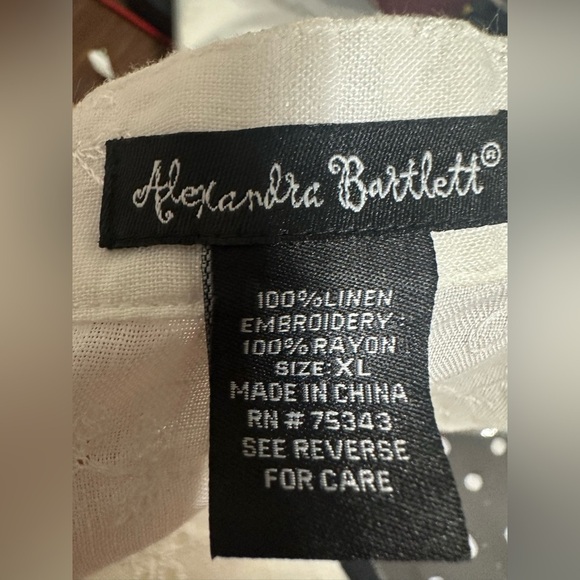 Alexandra Bartlett®
100%LINEN
EMBROIDERY:
100%RAYON
SIZE: XL
MADE IN CHINA
RN # 75343
SEE REVERSE
FOR CARE